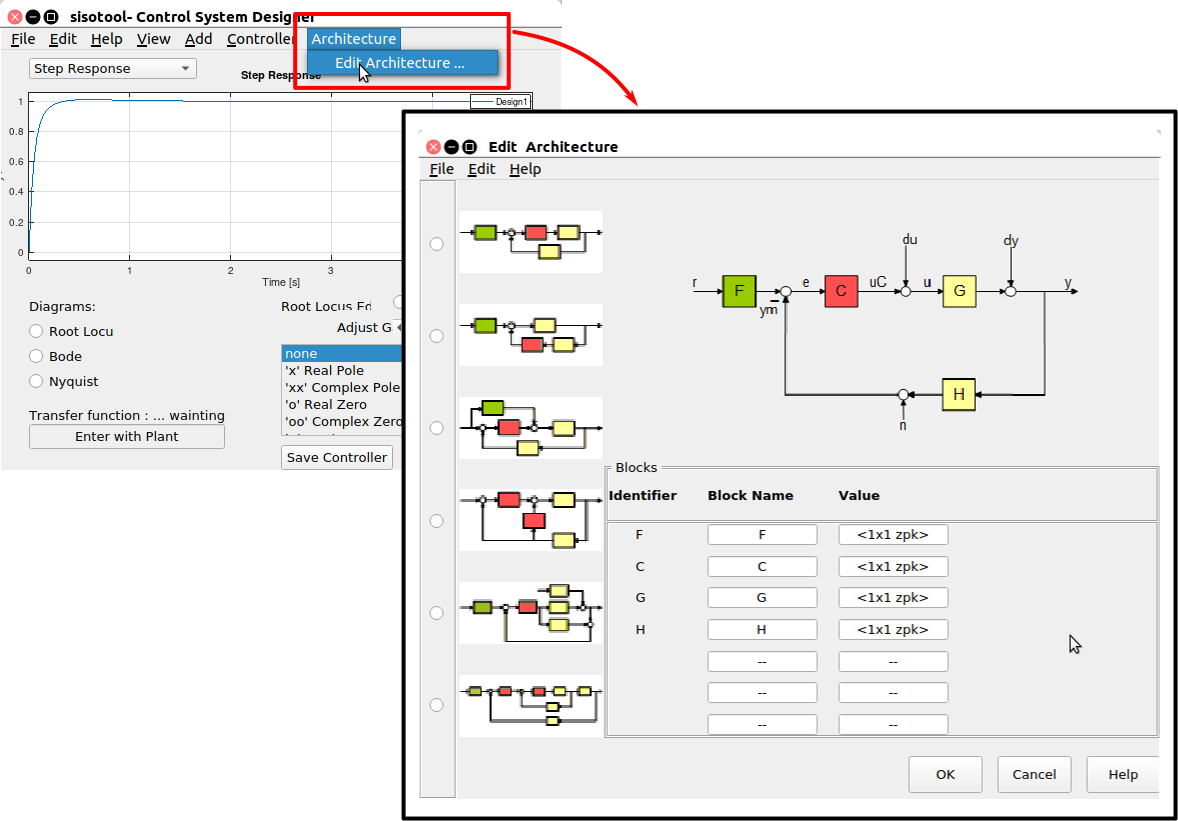 sisotool- Control System Designer
File Edit Help View Add Controller Architecture
Edit Architecture ...
Step Response
Step Response
Design1
1
0.8
0.6
0.4
0.2
0
0 1 2 3
Time [s]
Diagrams:
Root Locu
Bode
Nyquist
Transfer function : ... wainting
Enter with Plant
Root Locus Ed
Adjust G
none
'x' Real Pole
'xx' Complex Pole
'o' Real Zero
'oo' Complex Zero
Save Controller
Edit Architecture
File Edit Help
du dy
r F e C uC u G y
ym
H
n
Blocks
Identifier Block Name Value
F F <1x1 zpk>
C C <1x1 zpk>
G G <1x1 zpk>
H H <1x1 zpk>
-- --
-- --
-- --
OK Cancel Help